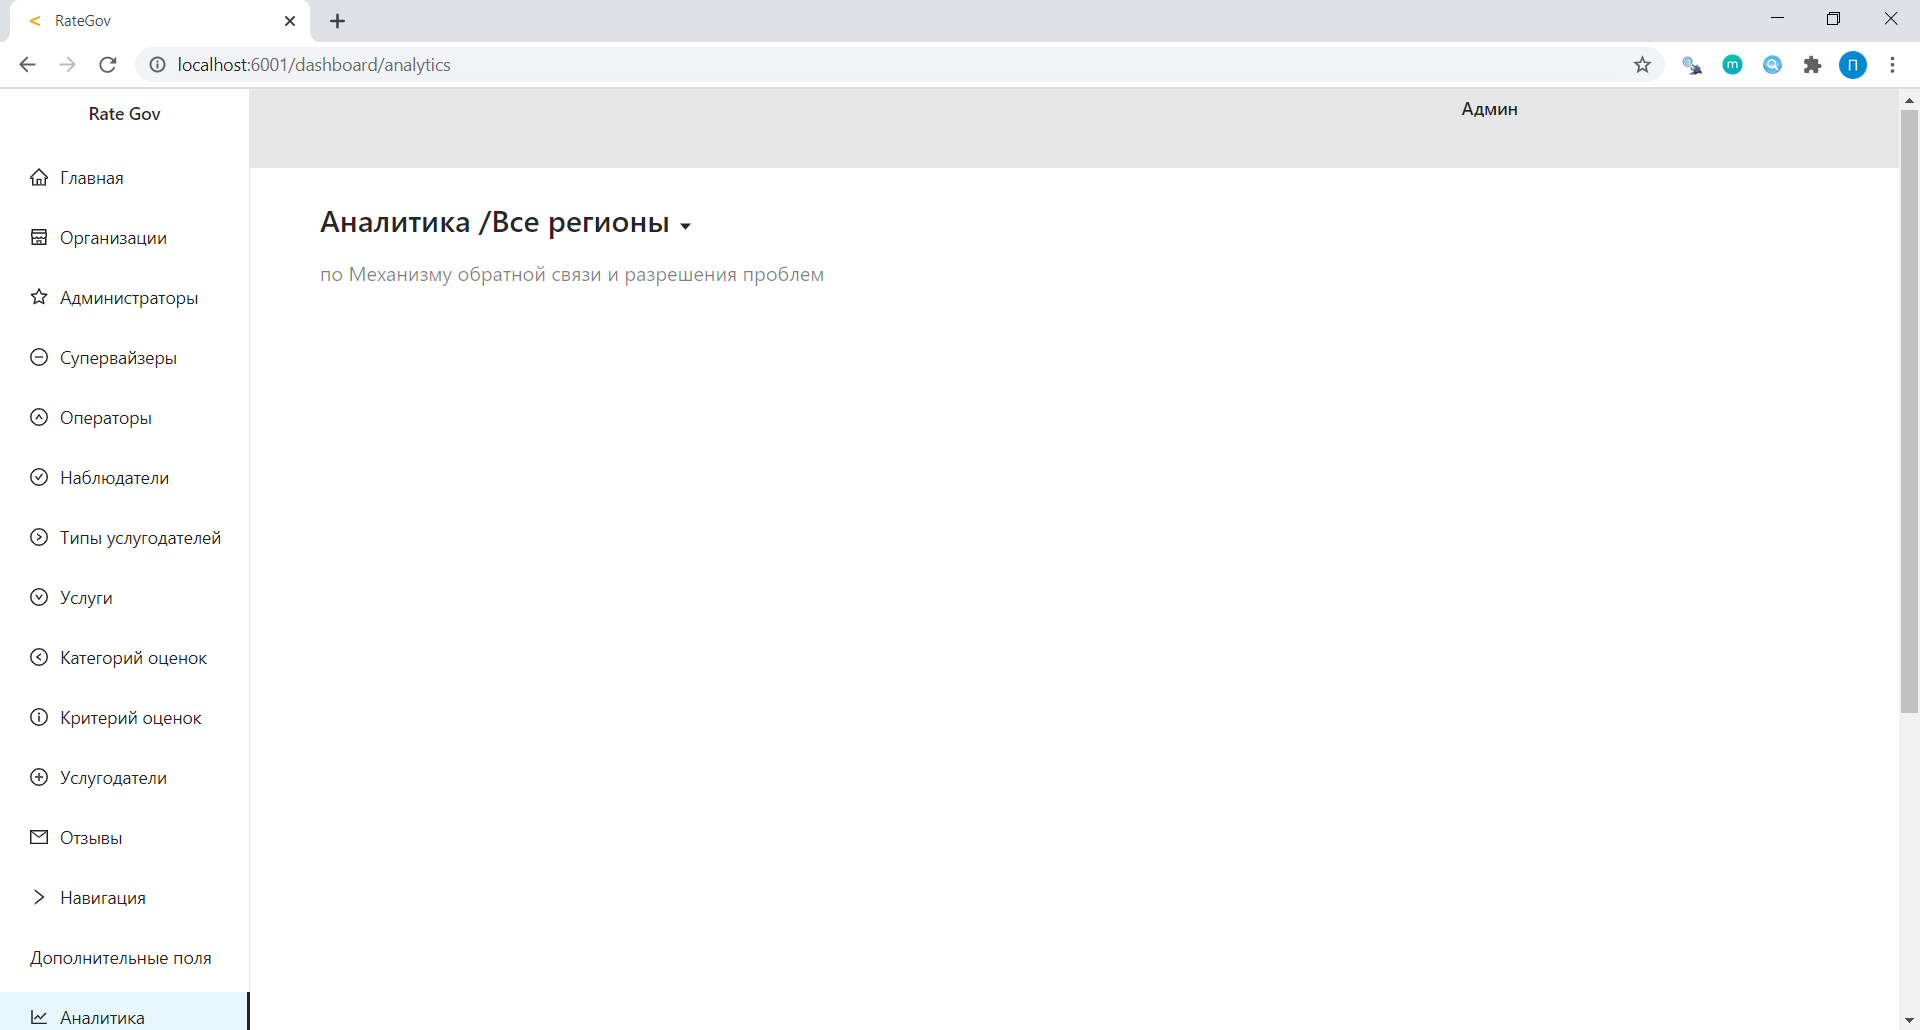 RateGov
localhost:6001/dashboard/analytics
m
П
Rate Gov
Админ
Главная
Организации
Администраторы
Супервайзеры
Операторы
Наблюдатели
Типы услугодателей
Услуги
Категорий оценок
Критерий оценок
Услугодатели
Отзывы
Навигация
Дополнительные поля
Аналитика
Аналитика /Все регионы
по Механизму обратной связи и разрешения проблем